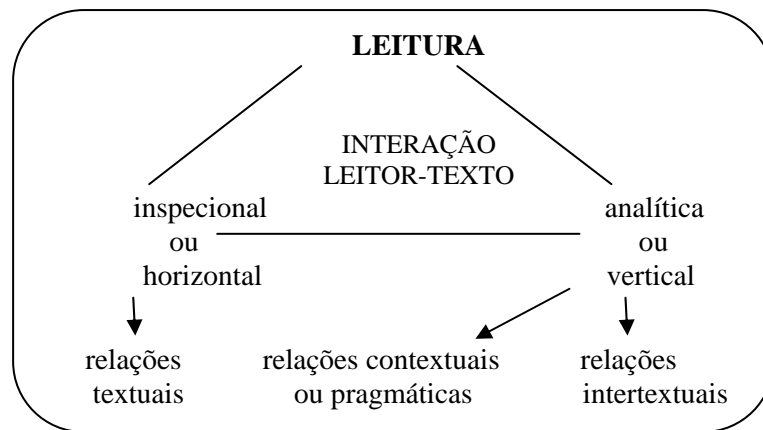 LEITURA
INTERAÇÃO
LEITOR-TEXTO
inspecional
ou
horizontal
analítica
ou
vertical
relações
textuais
relações contextuais
ou pragmáticas
relações
intertextuais